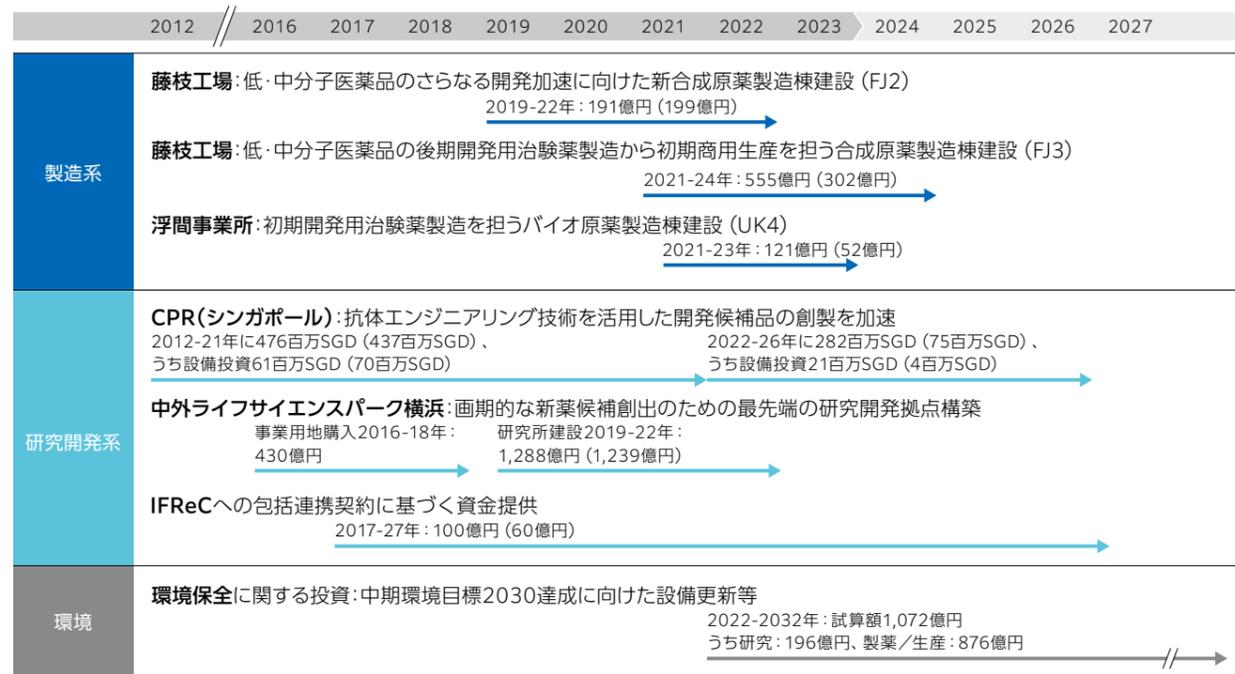 2012 2016 2017 2018 2019 2020 2021 2022 2023 2024 2025 2026 2027
製造系
藤枝工場：低・中分子医薬品のさらなる開発加速に向けた新合成原薬製造棟建設（FJ2）
2019-22年：191億円（199億円）
藤枝工場：低・中分子医薬品の後期開発用治験薬製造から初期商用生産を担う合成原薬製造棟建設（FJ3）
2021-24年：555億円（302億円）
浮間事業所：初期開発用治験薬製造を担うバイオ原薬製造棟建設（UK4）
2021-23年：121億円（52億円）
研究開発系
CPR（シンガポール）：抗体エンジニアリング技術を活用した開発候補品の創製を加速
2012-21年に476百万SGD（437百万SGD）、
うち設備投資61百万SGD（70百万SGD）
2022-26年に282百万SGD（75百万SGD）、
うち設備投資21百万SGD（4百万SGD）
中外ライフサイエンスパーク横浜：画期的な新薬候補創出のための最先端の研究開発拠点構築
事業用地購入2016-18年：
430億円
研究所建設2019-22年：
1,288億円（1,239億円）
IFReCへの包括連携契約に基づく資金提供
2017-27年：100億円（60億円）
環境
環境保全に関する投資：中期環境目標2030達成に向けた設備更新等
2022-2032年：試算額1,072億円
うち研究：196億円、製薬／生産：876億円